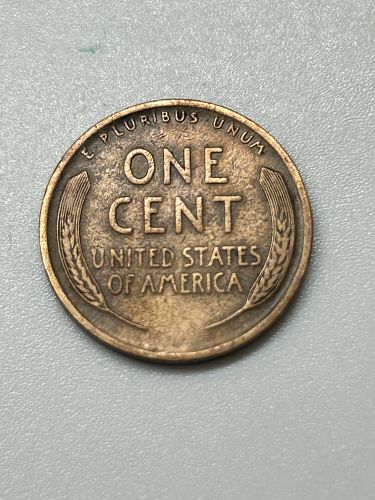 E PLURIBUS UNUM
ONE
CENT
UNITED STATES
OF AMERICA